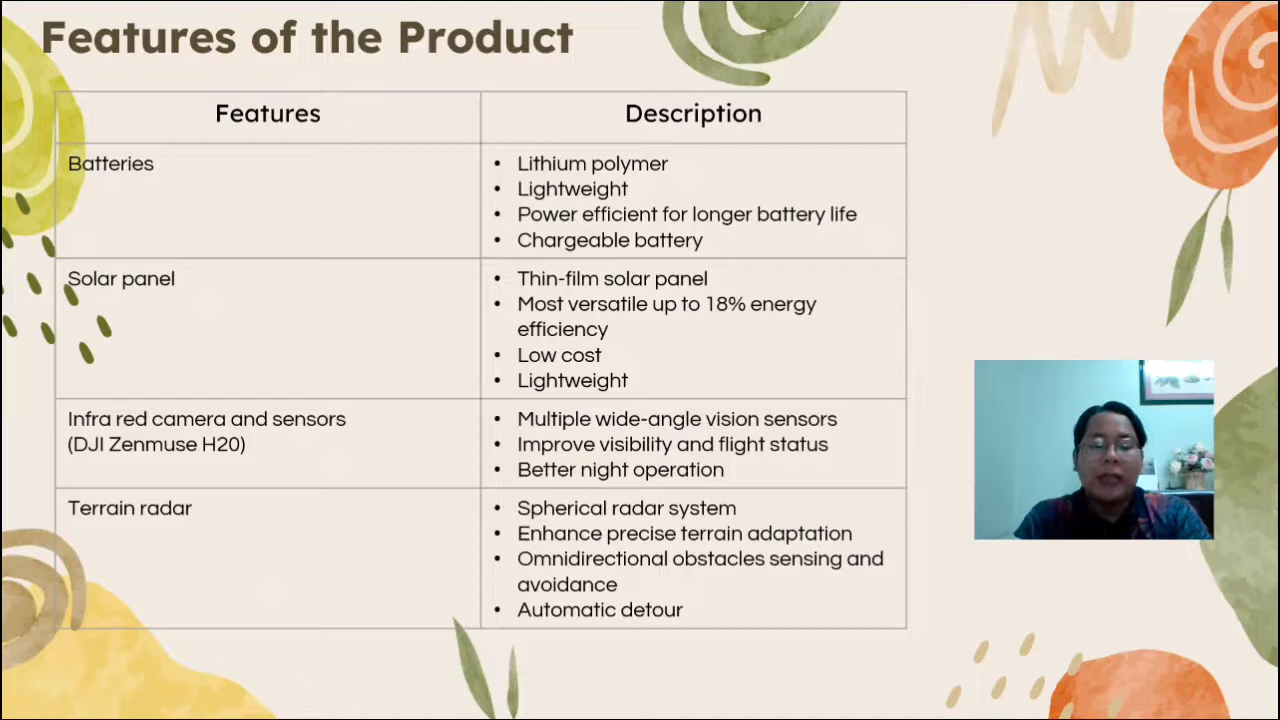 Features of the Product
Features
Description
Batteries
• Lithium polymer
• Lightweight
• Power efficient for longer battery life
• Chargeable battery
Solar panel
• Thin-film solar panel
• Most versatile up to 18% energy
efficiency
• Low cost
• Lightweight
Infra red camera and sensors
(DJI Zenmuse H20)
• Multiple wide-angle vision sensors
• Improve visibility and flight status
• Better night operation
Terrain radar
• Spherical radar system
• Enhance precise terrain adaptation
• Omnidirectional obstacles sensing and
avoidance
• Automatic detour